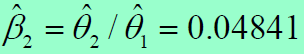 β̂₂ = θ̂₂ / θ̂₁ = 0.04841